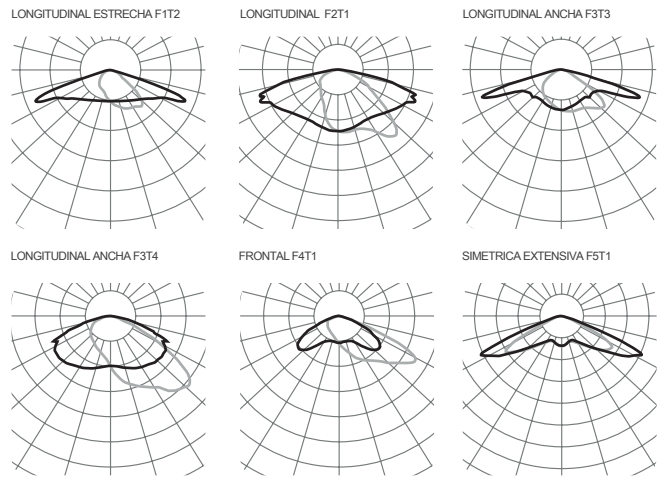 LONGITUDINAL ESTRECHA F1T2
LONGITUDINAL F2T1
LONGITUDINAL ANCHA F3T3
LONGITUDINAL ANCHA F3T4
FRONTAL F4T1
SIMETRICA EXTENSIVA F5T1